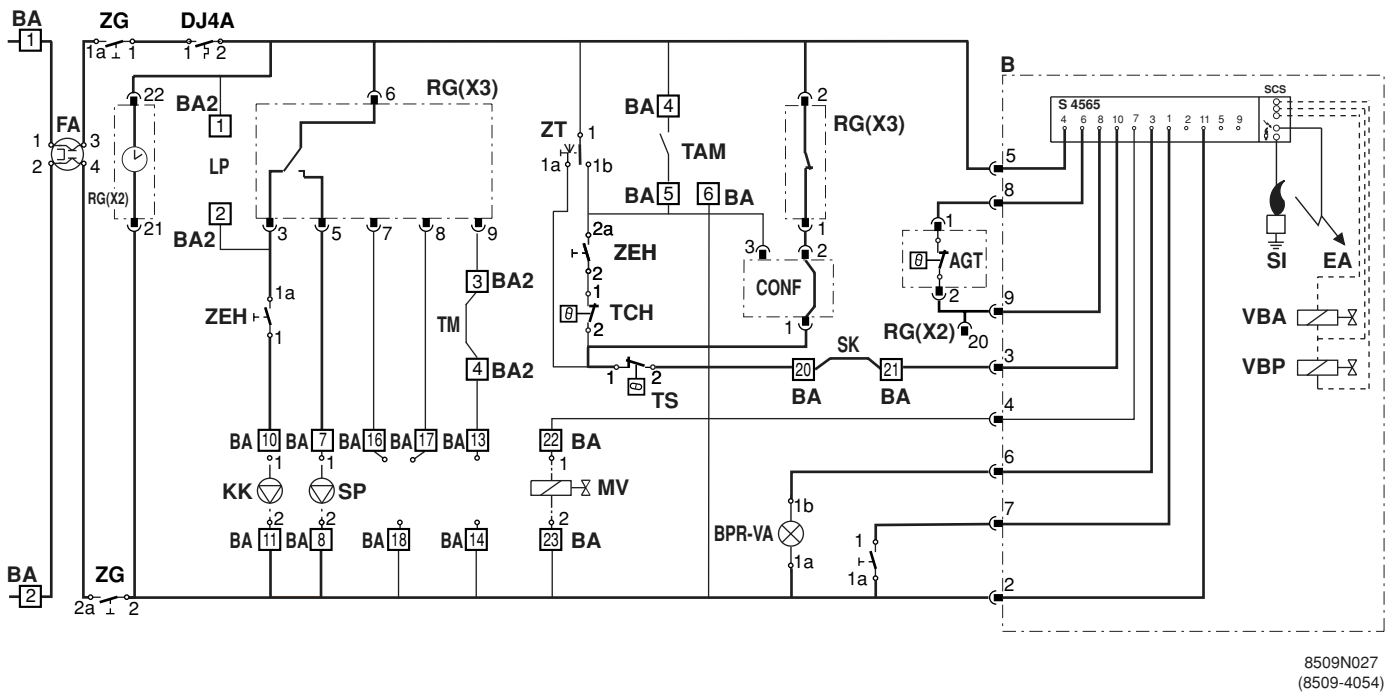 BA ZG DJ4A
1 1a 1 1 2
B
22 6 RG(X3) 2 SCS
BA2 BA 4 S 4565
FA 1 ZT 1 RG(X3) 4 6 8 10 7 3 1 2 11 5 9
1 3 TAM
2 4 LP 1a 1b 5
RG(X2) BA 5 6 BA 8
2 1
21 3 5 7 8 9 2a 3 1 2
BA2 ZEH θ AGT SI EA
3 BA2 2 CONF 2
1a 1 9
ZEH TM θ TCH RG(X2) 20 VBA
1 2 1
SK 3
4 BA2 1 2 20 21 VBP
θ TS BA BA
4
BA 10 BA 7 BA 16 BA 17 BA 13 22 BA
1 1 1 6
KK SP MV 1b
2 2 2 BPR-VA 7
BA 11 BA 8 BA 18 BA 14 23 BA 1
1a 1a
BA ZG
2 2a 2 2
8509N027
(8509-4054)